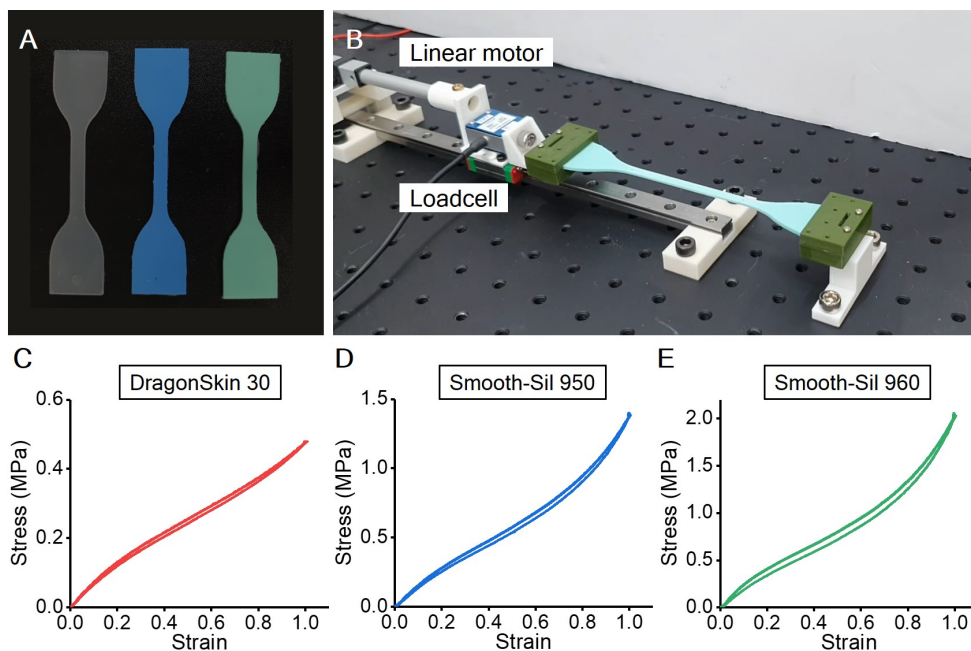 A
B
Linear motor
Loadcell
C
DragonSkin 30
Stress (MPa)
0.6
0.4
0.2
0.0
0.0 0.2 0.4 0.6 0.8 1.0
Strain
D
Smooth-Sil 950
Stress (MPa)
1.5
1.0
0.5
0.0
0.0 0.2 0.4 0.6 0.8 1.0
Strain
E
Smooth-Sil 960
Stress (MPa)
2.0
1.5
1.0
0.5
0.0
0.0 0.2 0.4 0.6 0.8 1.0
Strain